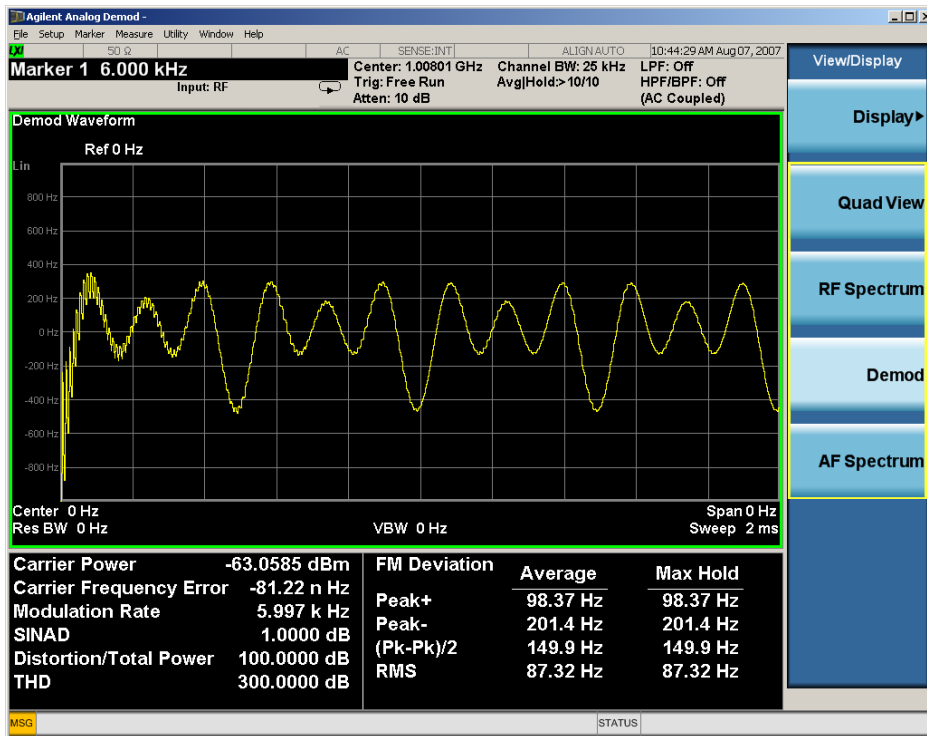 Agilent Analog Demod -
File Setup Marker Measure Utility Window Help
LXI 50 Ω AC SENSE:INT ALIGN AUTO 10:44:29 AM Aug 07, 2007
Marker 1 6.000 kHz
Input: RF
Center: 1.00801 GHz Channel BW: 25 kHz LPF: Off
Trig: Free Run Avg|Hold:>10/10 HPF/BPF: Off
Atten: 10 dB (AC Coupled)
Demod Waveform
Ref 0 Hz
Lin
800 Hz
600 Hz
400 Hz
200 Hz
0 Hz
-200 Hz
-400 Hz
-600 Hz
-800 Hz
Center 0 Hz Span 0 Hz
Res BW 0 Hz VBW 0 Hz Sweep 2 ms
Carrier Power -63.0585 dBm
Carrier Frequency Error -81.22 n Hz
Modulation Rate 5.997 k Hz
SINAD 1.0000 dB
Distortion/Total Power 100.0000 dB
THD 300.0000 dB
FM Deviation Average Max Hold
Peak+ 98.37 Hz 98.37 Hz
Peak- 201.4 Hz 201.4 Hz
(Pk-Pk)/2 149.9 Hz 149.9 Hz
RMS 87.32 Hz 87.32 Hz
View/Display
Display▸
Quad View
RF Spectrum
Demod
AF Spectrum
MSG STATUS